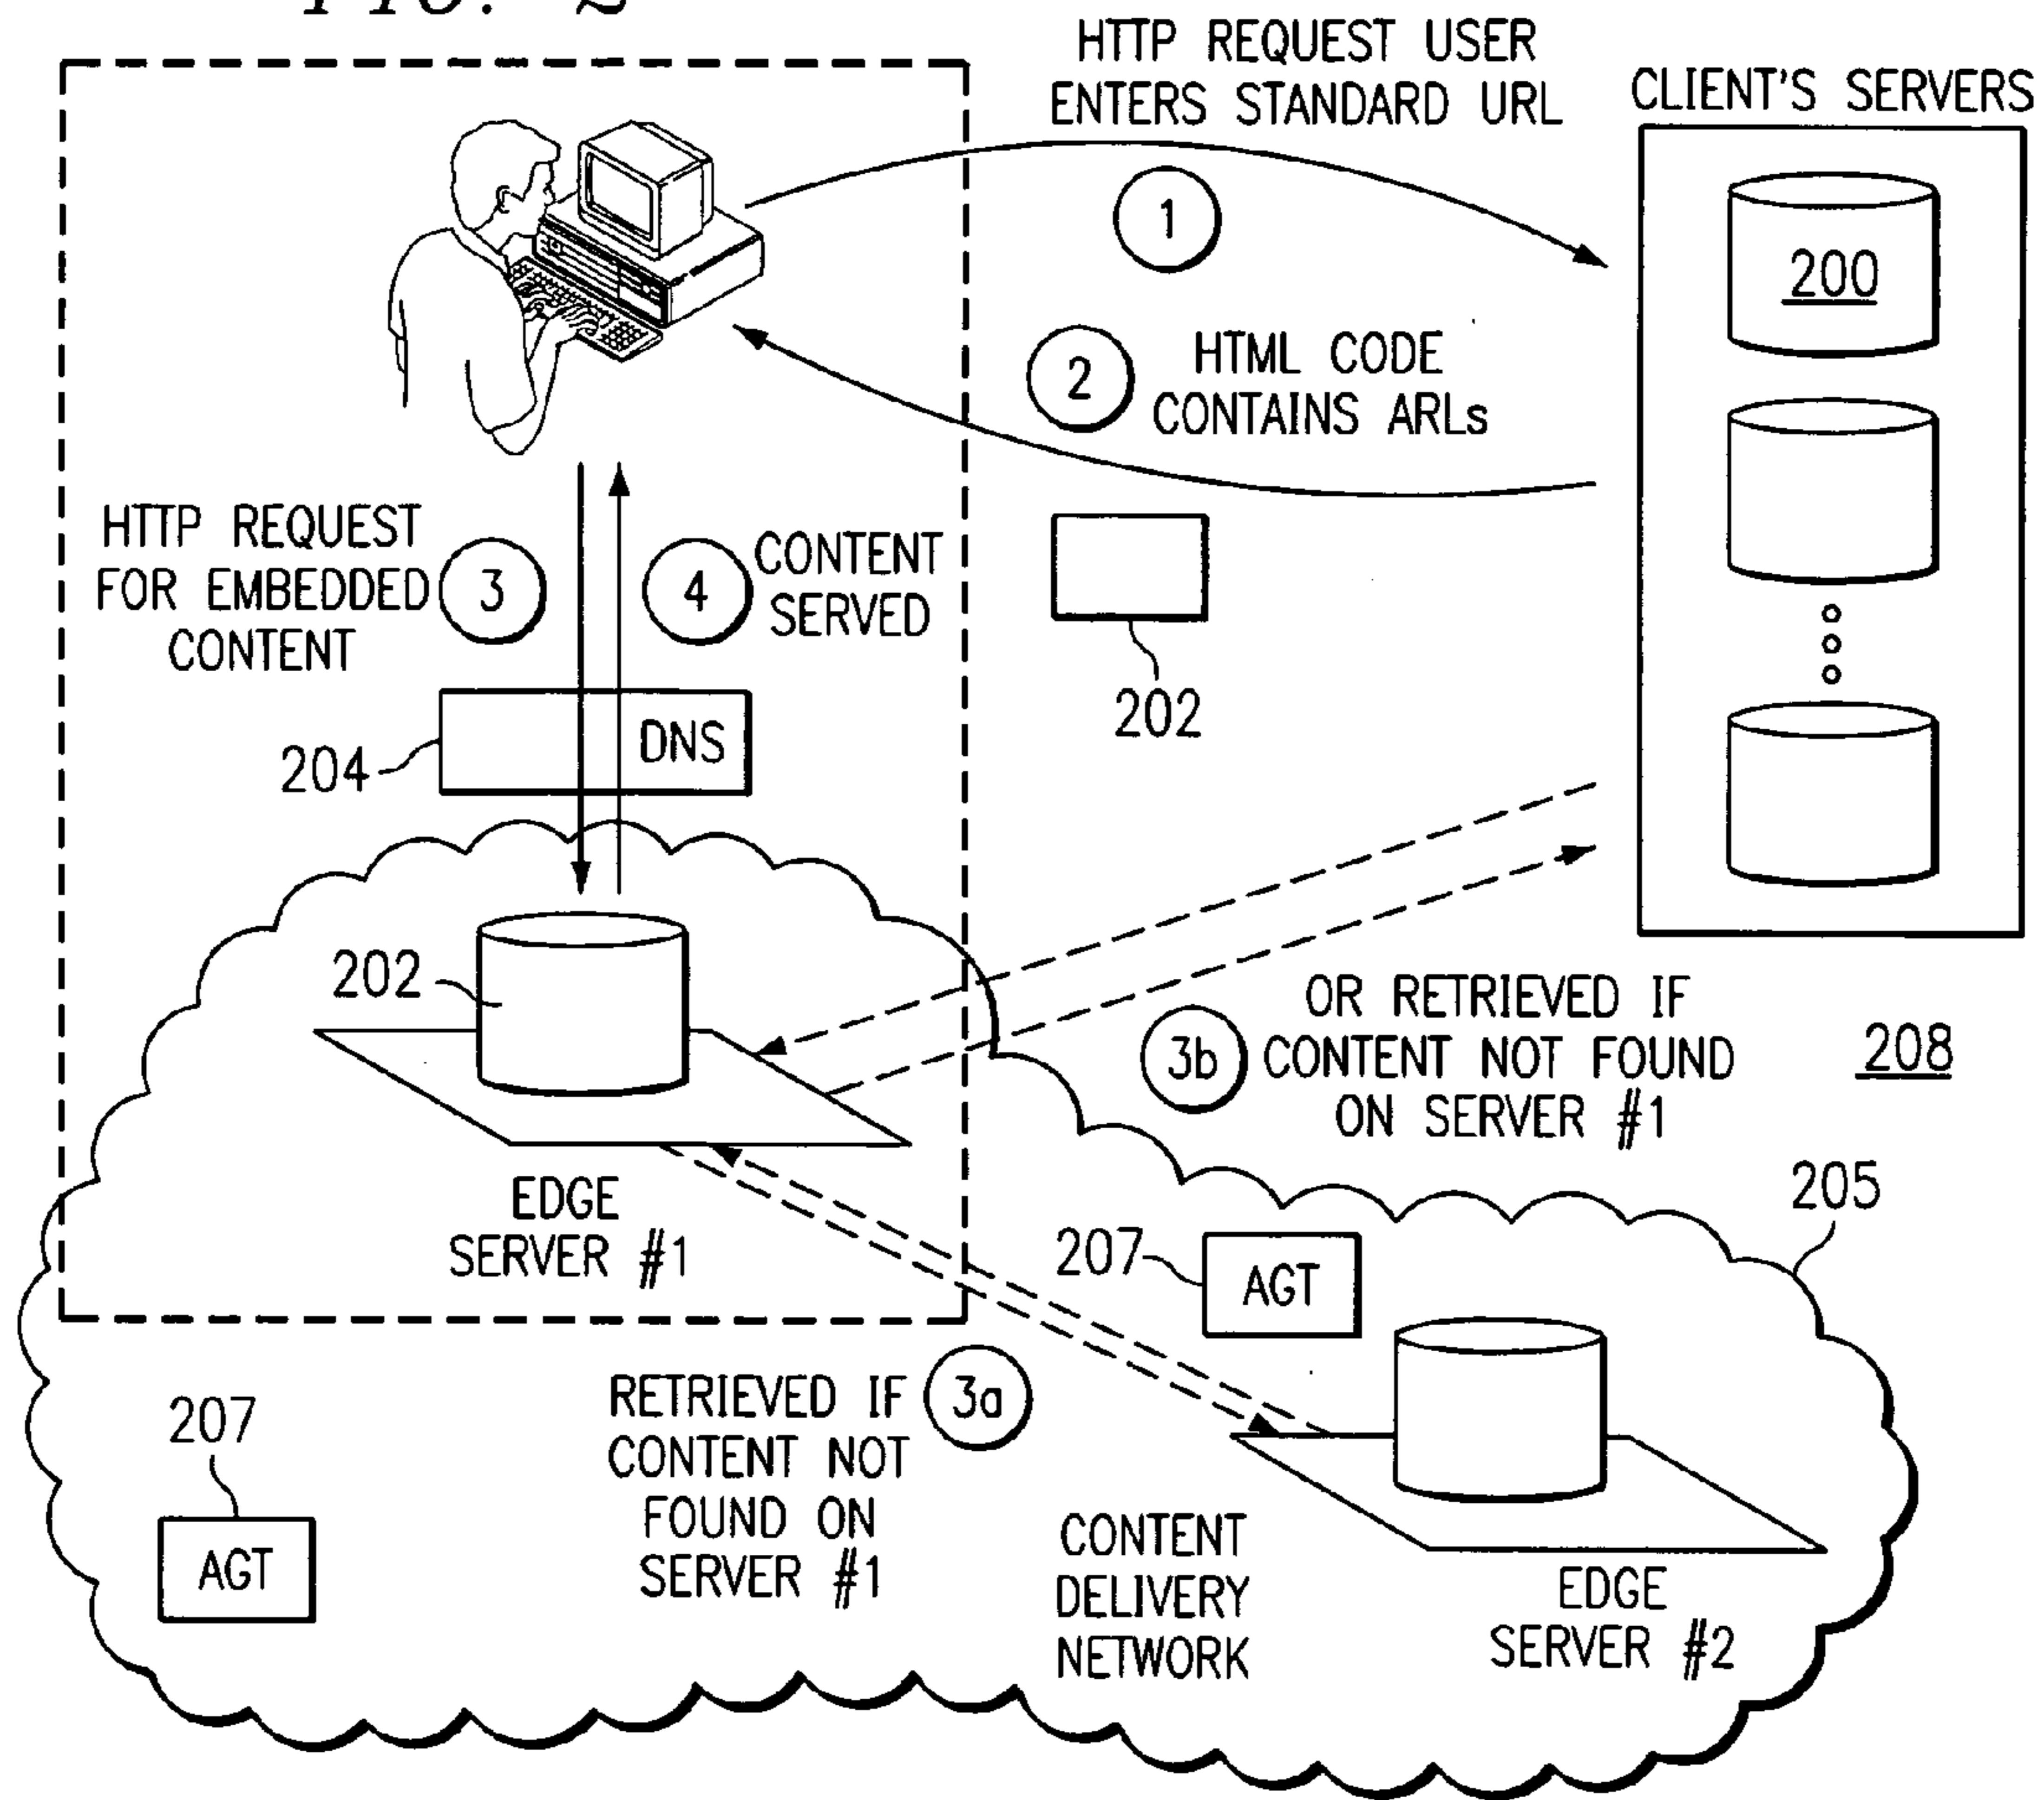 FIG. 2
HTTP REQUEST USER
ENTERS STANDARD URL
CLIENT'S SERVERS
1
200
2
HTML CODE
CONTAINS ARLs
HTTP REQUEST
FOR EMBEDDED
CONTENT
3
4
CONTENT
SERVED
202
204
DNS
202
3b
OR RETRIEVED IF
CONTENT NOT FOUND
ON SERVER #1
208
EDGE
SERVER #1
205
207
AGT
RETRIEVED IF
CONTENT NOT
FOUND ON
SERVER #1
3a
207
AGT
CONTENT
DELIVERY
NETWORK
EDGE
SERVER #2